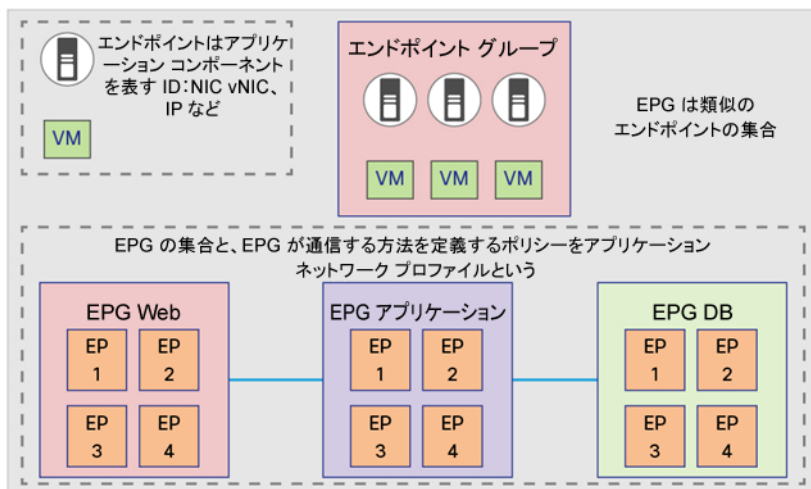 エンドポイントはアプリケ
ーション コンポーネント
を表す ID：NIC vNIC、
IP など
VM
エンドポイント グループ
VM VM VM
EPG は類似の
エンドポイントの集合
EPG の集合と、EPG が通信する方法を定義するポリシーをアプリケーション
ネットワーク プロファイルという
EPG Web
EP
1
EP
2
EP
3
EP
4
EPG アプリケーション
EP
1
EP
2
EP
3
EP
4
EPG DB
EP
1
EP
2
EP
3
EP
4